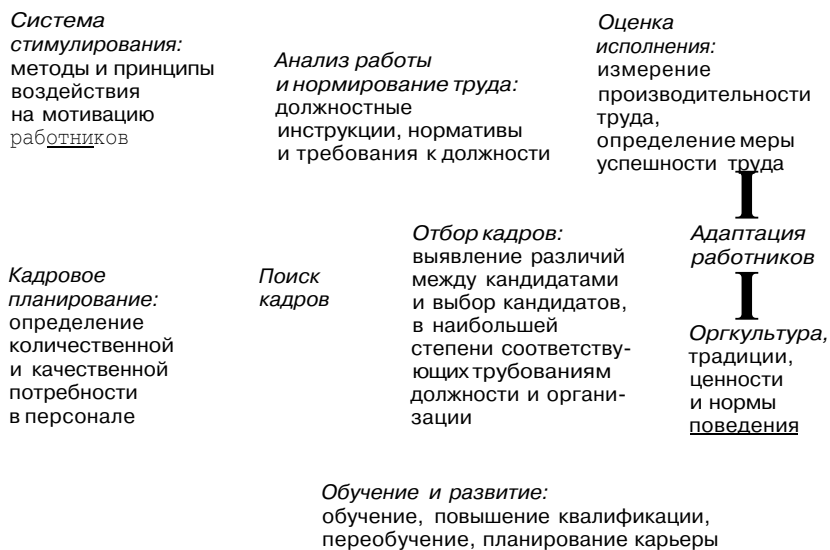 Система
стимулирования:
методы и принципы
воздействия
на мотивацию
работников
Анализ работы
и нормирование труда:
должностные
инструкции, нормативы
и требования к должности
Оценка
исполнения:
измерение
производительности
труда,
определение меры
успешности труда
Кадровое
планирование:
определение
количественной
и качественной
потребности
в персонале
Поиск
кадров
Отбор кадров:
выявление различий
между кандидатами
и выбор кандидатов,
в наибольшей
степени соответству-
ющих трубованиям
должности и органи-
зации
Адаптация
работников
Оргкультура,
традиции,
ценности
и нормы
поведения
Обучение и развитие:
обучение, повышение квалификации,
переобучение, планирование карьеры